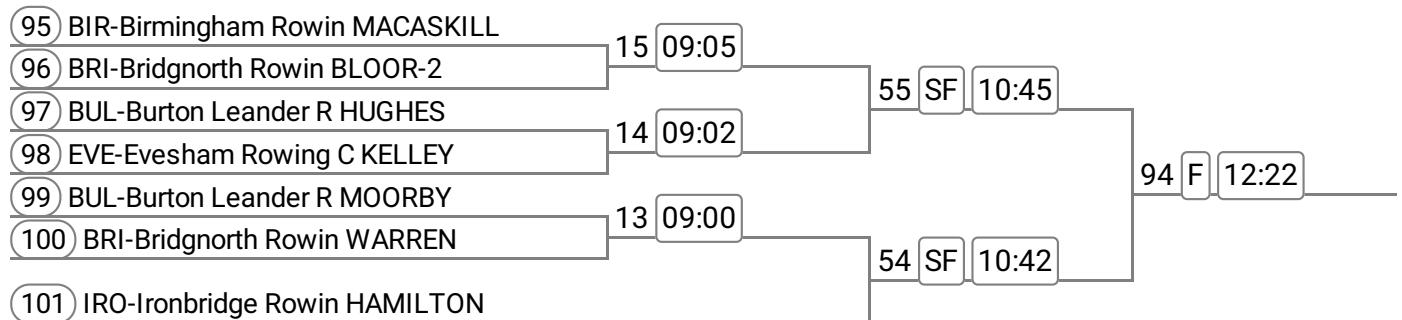 95 BIR-Birmingham Rowin MACASKILL
15 09:05
96 BRI-Bridgnorth Rowin BLOOR-2
55 SF 10:45
97 BUL-Burton Leander R HUGHES
14 09:02
98 EVE-Evesham Rowing C KELLEY
94 F 12:22
99 BUL-Burton Leander R MOORBY
13 09:00
100 BRI-Bridgnorth Rowin WARREN
54 SF 10:42
101 IRO-Ironbridge Rowin HAMILTON